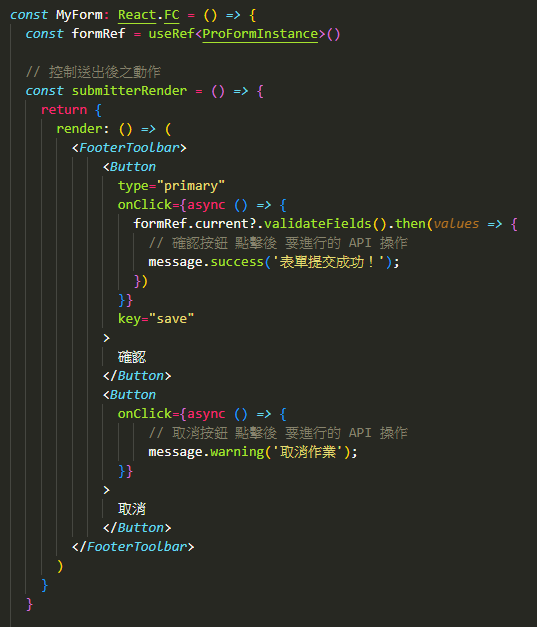 const MyForm: React.FC = () => {
  const formRef = useRef<ProFormInstance>()

  // 控制送出後之動作
  const submitterRender = () => {
    return {
      render: () => (
        <FooterToolbar>
            <Button
              type="primary"
              onClick={async () => {
                formRef.current?.validateFields().then(values => {
                  // 確認按鈕 點擊後 要進行的 API 操作
                  message.success('表單提交成功！');
                })
              }}
              key="save"
            >
              確認
            </Button>
            <Button
              onClick={async () => {
                  // 取消按鈕 點擊後 要進行的 API 操作
                  message.warning('取消作業');
              }}
            >
              取消
            </Button>
        </FooterToolbar>
      )
    }
  }